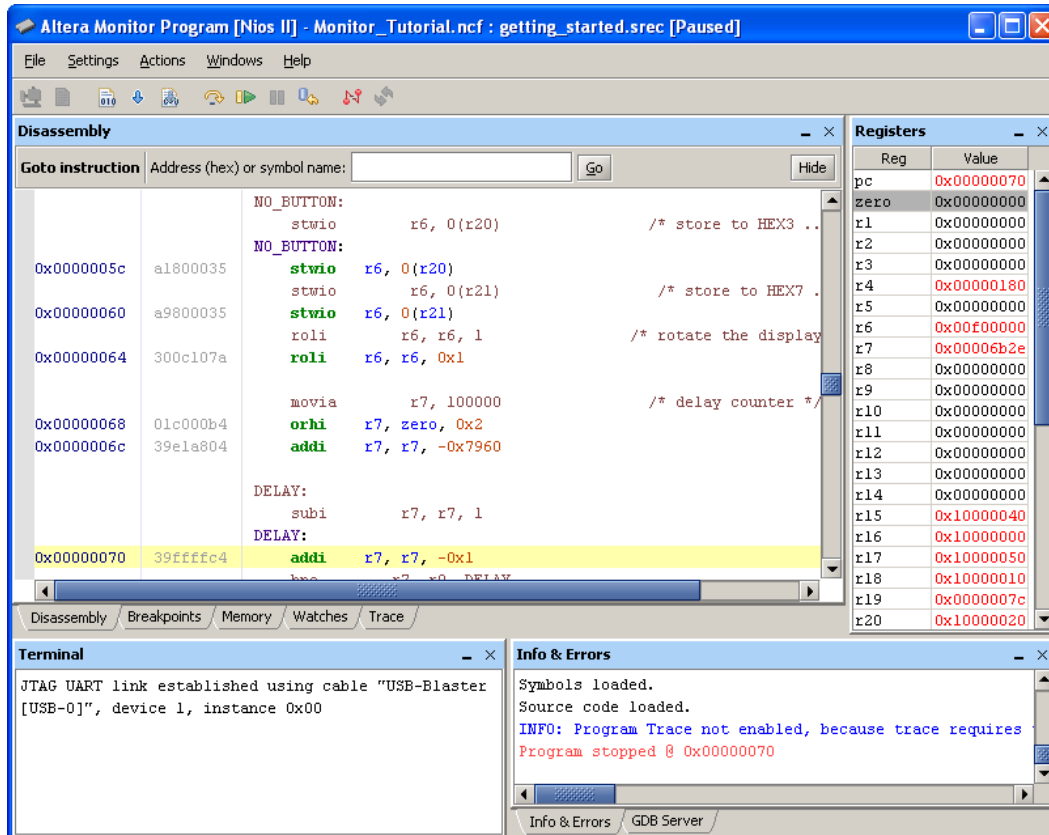 Altera Monitor Program [Nios II] - Monitor_Tutorial.ncf : getting_started.srec [Paused]
File Settings Actions Windows Help
Disassembly
Goto instruction Address (hex) or symbol name: Go Hide
NO_BUTTON:
stwio r6, 0(r20) /* store to HEX3 ..
NO_BUTTON:
0x0000005c a1800035 stwio r6, 0(r20)
stwio r6, 0(r21) /* store to HEX7 .
0x00000060 a9800035 stwio r6, 0(r21)
roli r6, r6, 1 /* rotate the display
0x00000064 300c107a roli r6, r6, 0x1
movia r7, 100000 /* delay counter */
0x00000068 01c000b4 orhi r7, zero, 0x2
0x0000006c 39e1a804 addi r7, r7, -0x7960
DELAY:
subi r7, r7, 1
DELAY:
0x00000070 39ffffc4 addi r7, r7, -0x1
bne r7, r0, DELAY
Disassembly Breakpoints Memory Watches Trace
Registers
Reg Value
pc 0x00000070
zero 0x00000000
r1 0x00000000
r2 0x00000000
r3 0x00000000
r4 0x00000180
r5 0x00000000
r6 0x00f00000
r7 0x00006b2e
r8 0x00000000
r9 0x00000000
r10 0x00000000
r11 0x00000000
r12 0x00000000
r13 0x00000000
r14 0x00000000
r15 0x10000040
r16 0x10000000
r17 0x10000050
r18 0x10000010
r19 0x0000007c
r20 0x10000020
Terminal
JTAG UART link established using cable "USB-Blaster
[USB-0]", device 1, instance 0x00
Info & Errors
Symbols loaded.
Source code loaded.
INFO: Program Trace not enabled, because trace requires
Program stopped @ 0x00000070
Info & Errors GDB Server